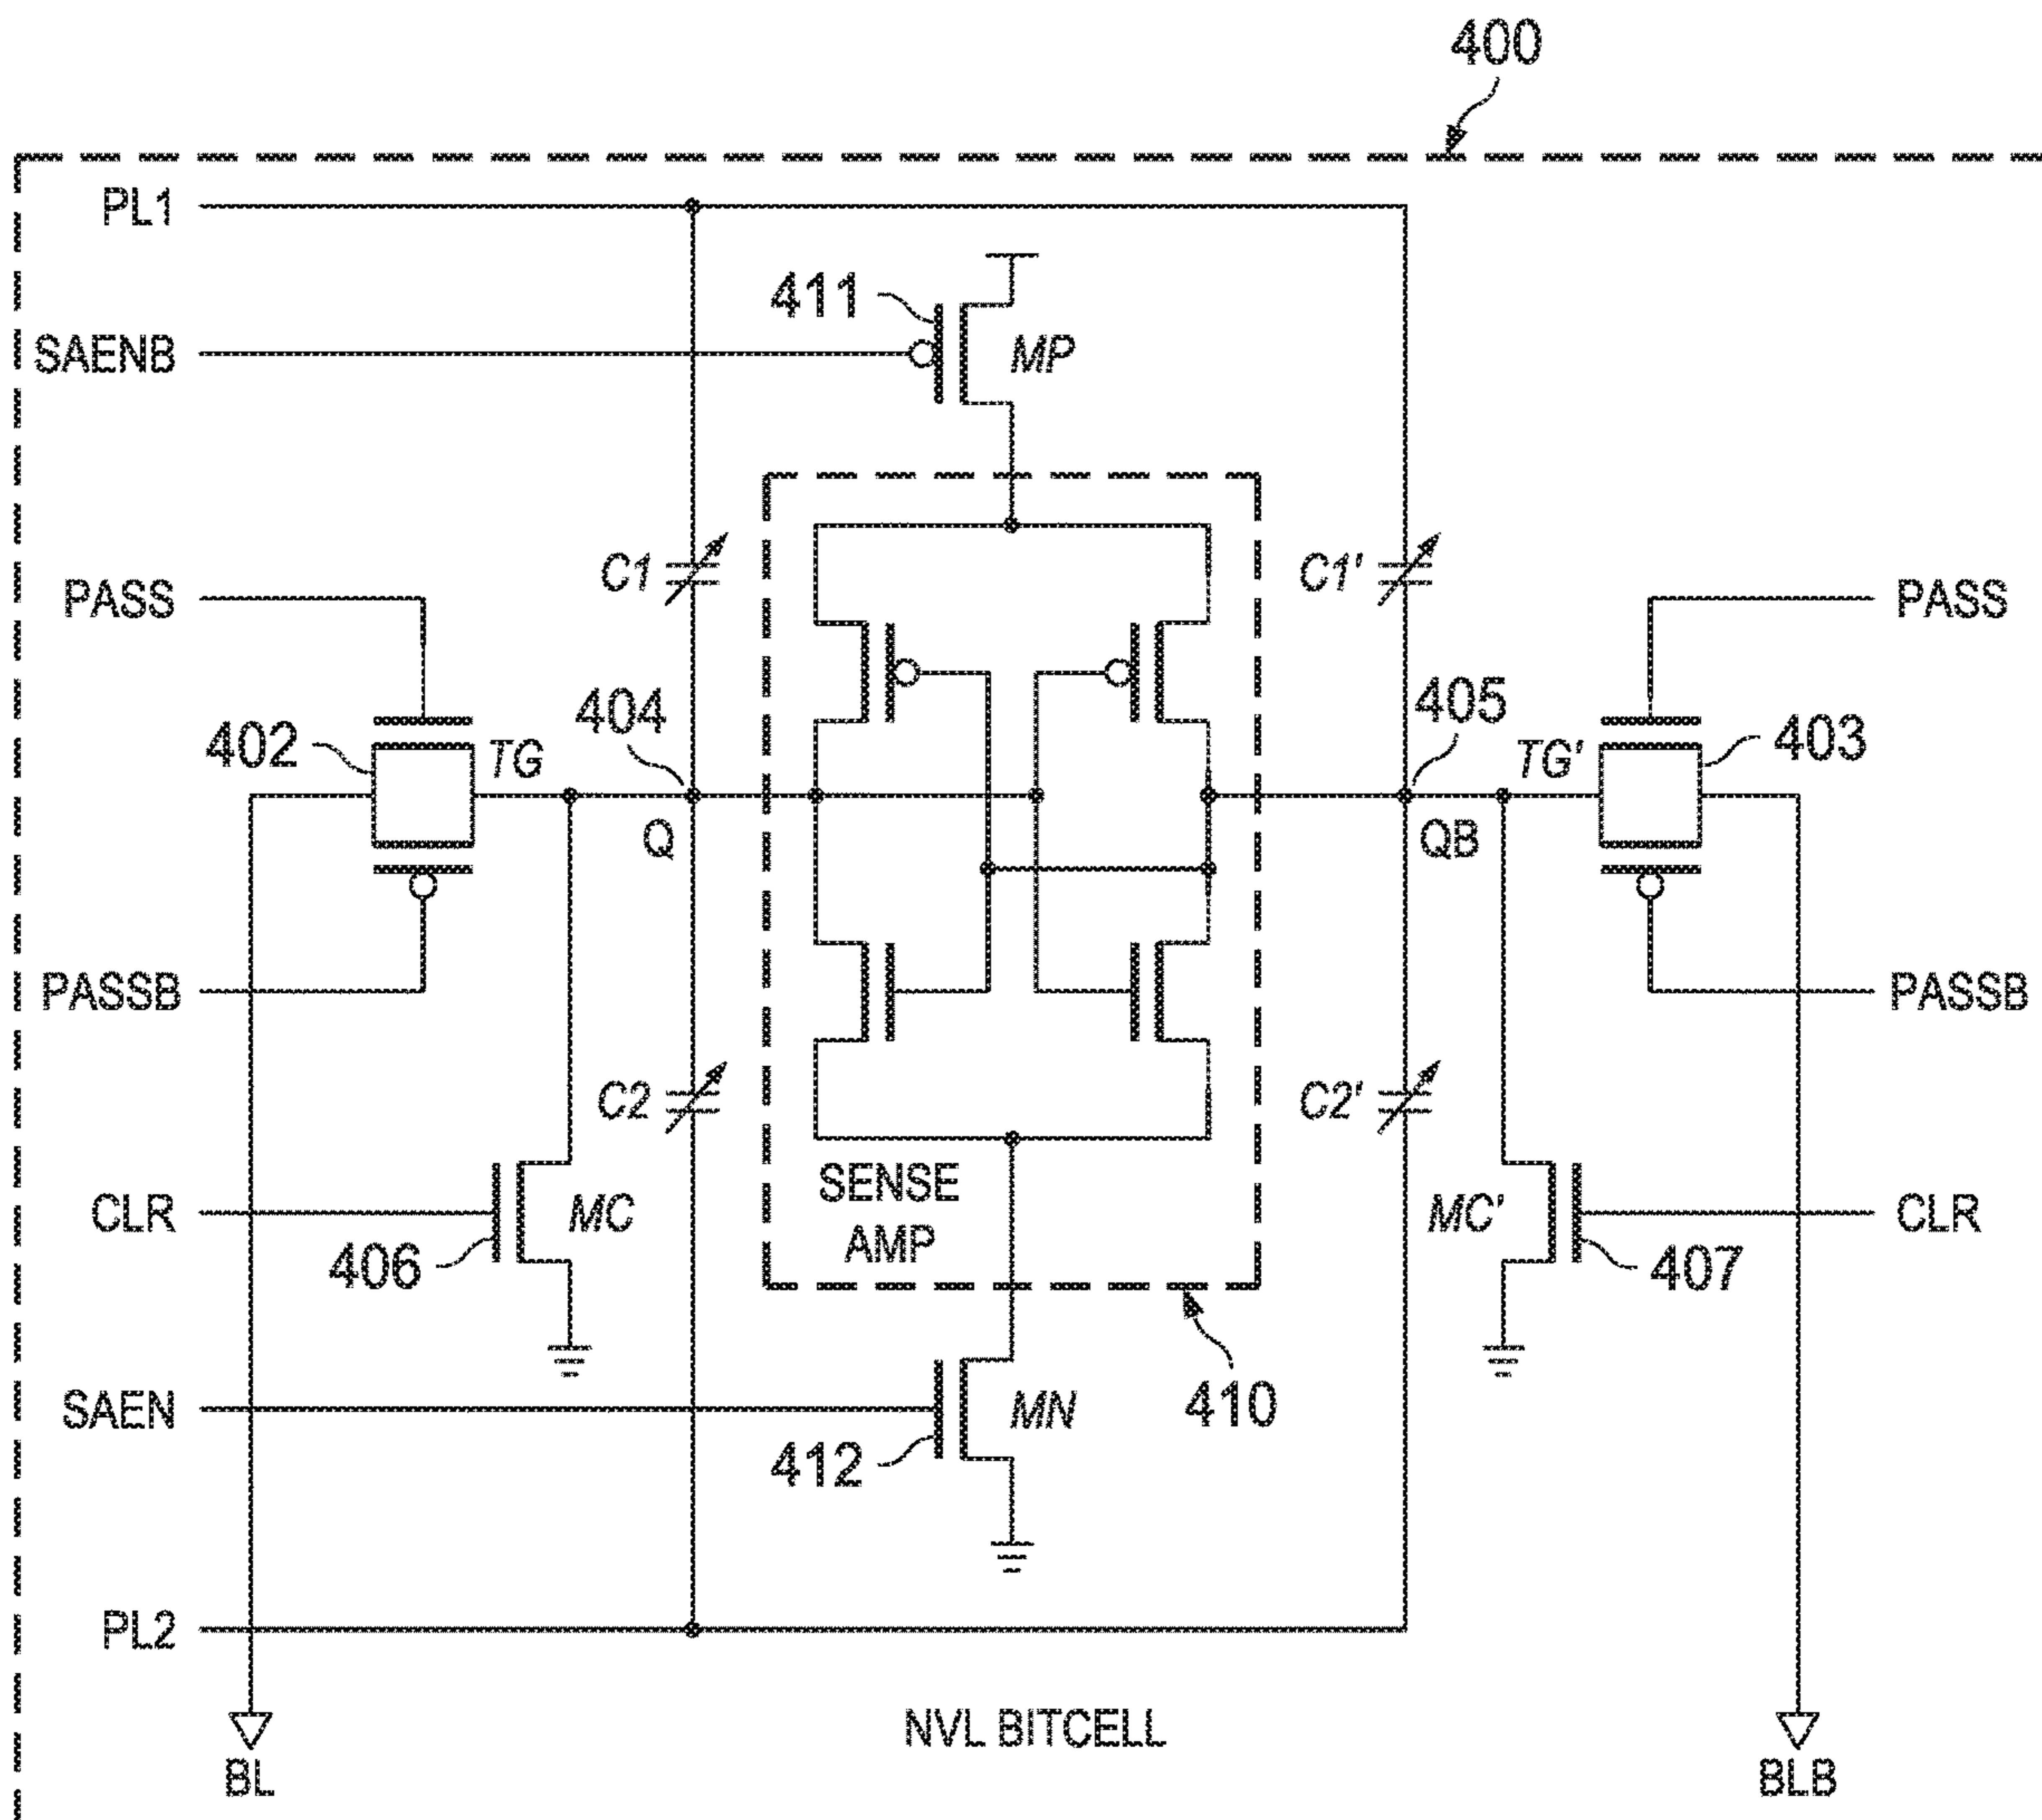 400
PL1
411
SAENB
MP
C1
C1'
PASS
PASS
404
405
402
TG
TG'
403
Q
QB
PASSB
PASSB
C2
C2'
SENSE
AMP
CLR
MC
MC'
CLR
406
407
SAEN
MN
410
412
PL2
NVL BITCELL
BL
BLB